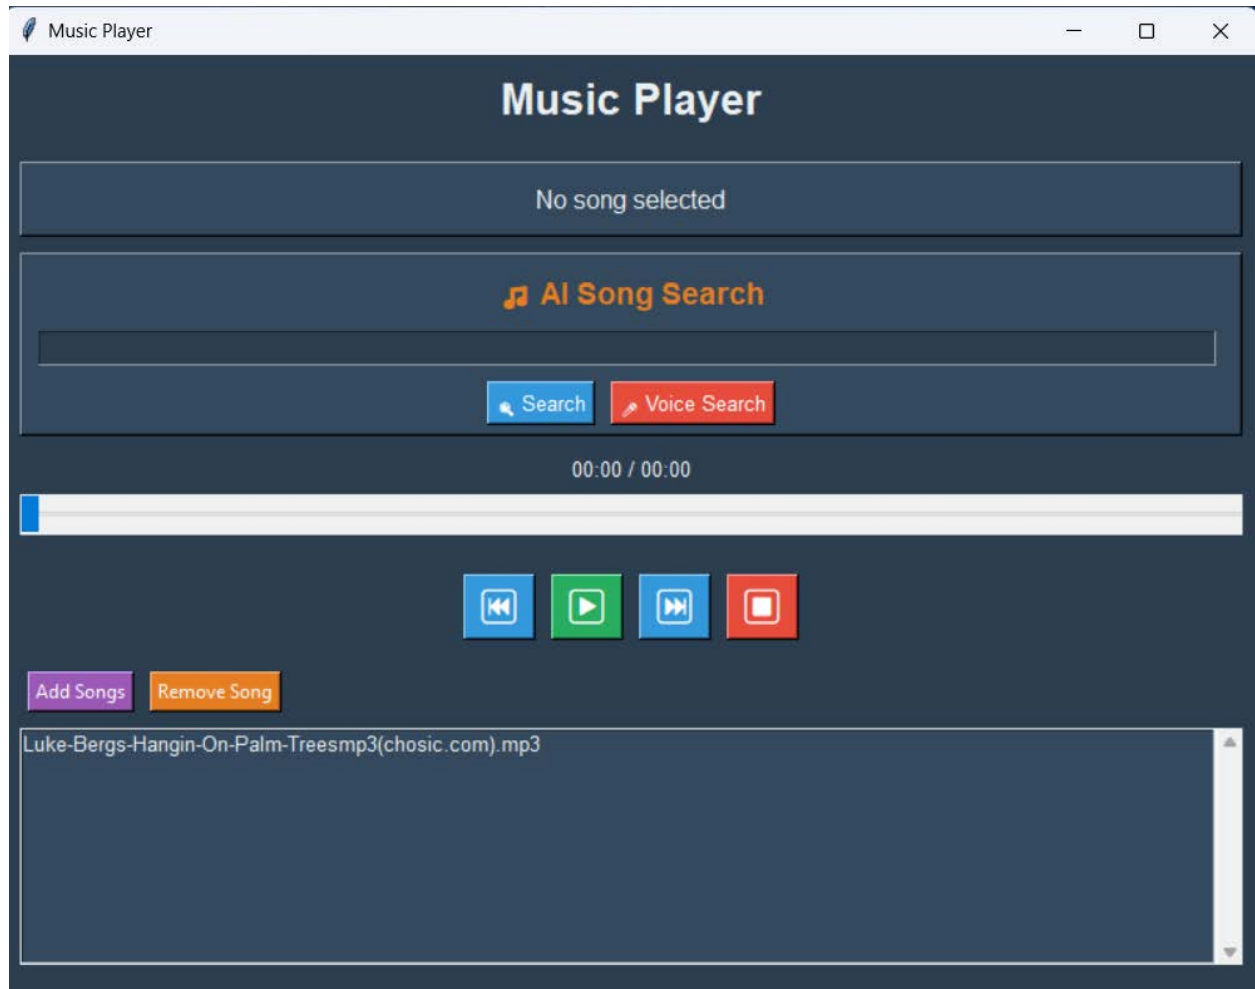 Music Player
Music Player
No song selected
AI Song Search
Search Voice Search
00:00 / 00:00
Add Songs Remove Song
Luke-Bergs-Hangin-On-Palm-Treesmp3(chosic.com).mp3